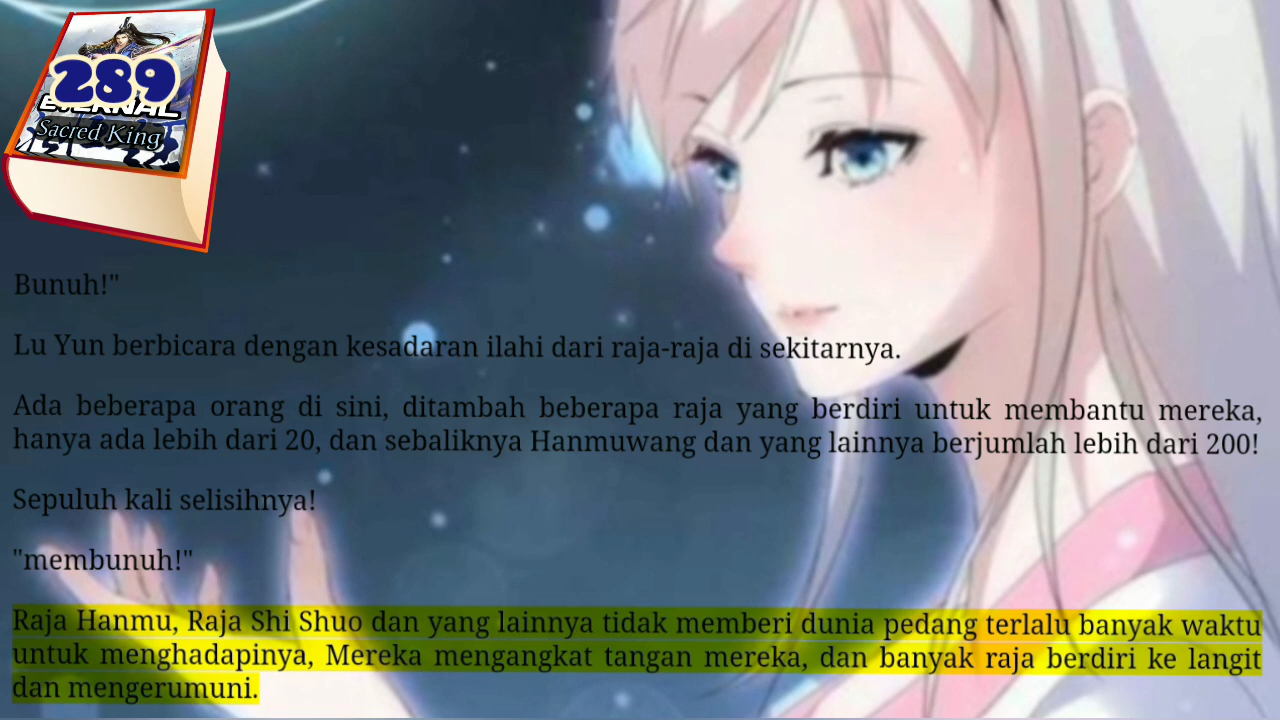 289
ETERNAL
Sacred King
Bunuh!"
Lu Yun berbicara dengan kesadaran ilahi dari raja-raja di sekitarnya.
Ada beberapa orang di sini, ditambah beberapa raja yang berdiri untuk membantu mereka,
hanya ada lebih dari 20, dan sebaliknya Hanmuwang dan yang lainnya berjumlah lebih dari 200!
Sepuluh kali selisihnya!
"membunuh!"
Raja Hanmu, Raja Shi Shuo dan yang lainnya tidak memberi dunia pedang terlalu banyak waktu
untuk menghadapinya, Mereka mengangkat tangan mereka, dan banyak raja berdiri ke langit
dan mengerumuni.